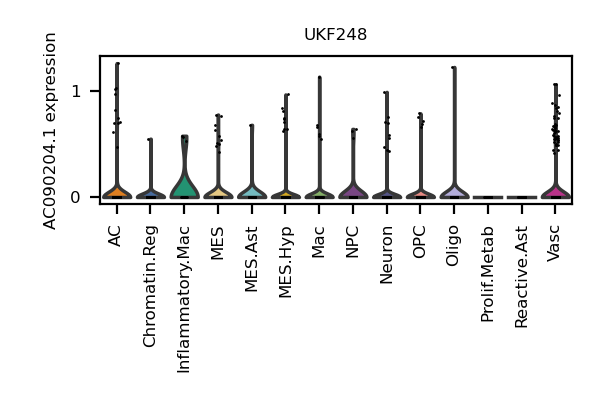 UKF248
AC090204.1 expression
1
0
AC
Chromatin.Reg
Inflammatory.Mac
MES
MES.Ast
MES.Hyp
Mac
NPC
Neuron
OPC
Oligo
Prolif.Metab
Reactive.Ast
Vasc